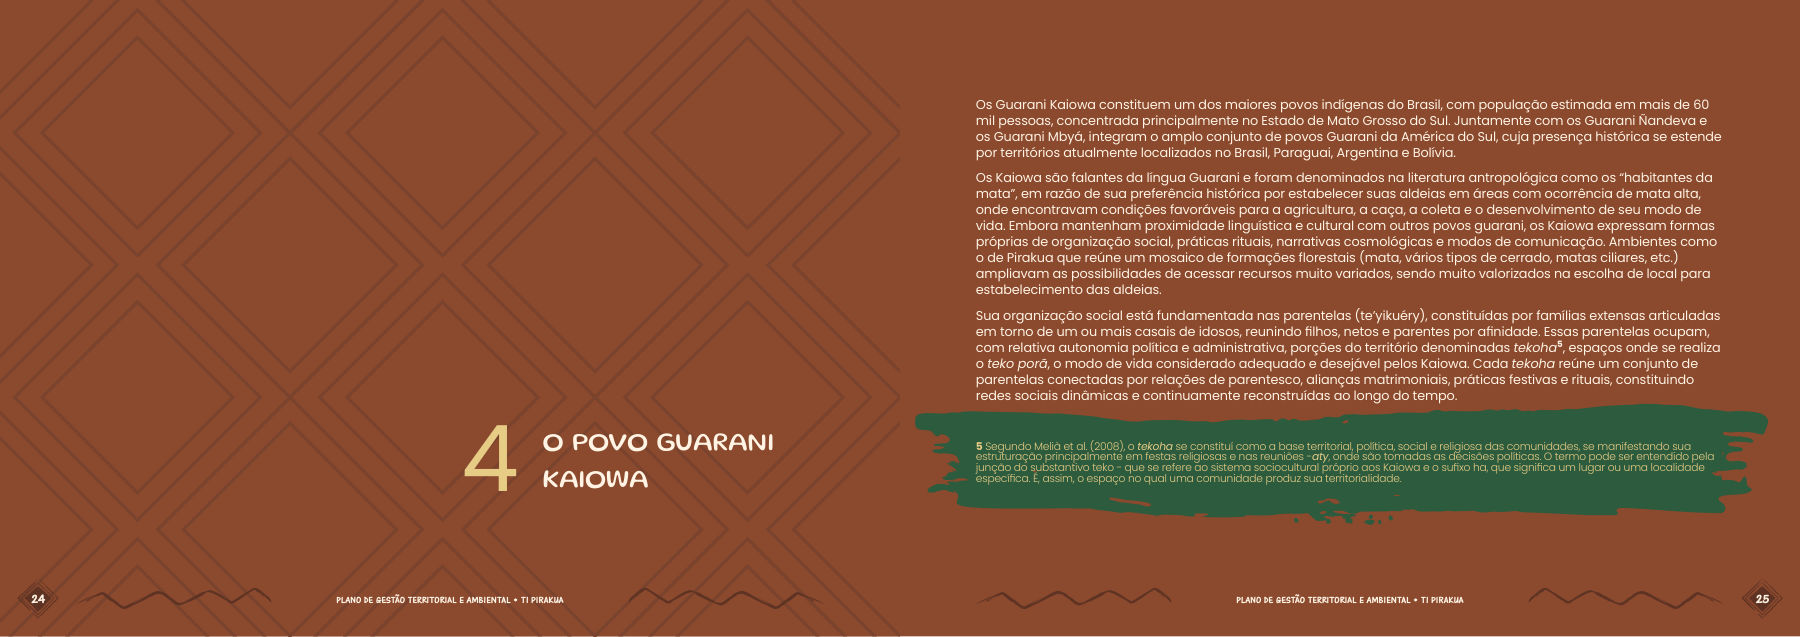 4
O POVO GUARANI
KAIOWA
24
PLANO DE GESTÃO TERRITORIAL E AMBIENTAL • TI PIRAKUA
Os Guarani Kaiowa constituem um dos maiores povos indígenas do Brasil, com população estimada em mais de 60
mil pessoas, concentrada principalmente no Estado de Mato Grosso do Sul. Juntamente com os Guarani Ñandeva e
os Guarani Mbyá, integram o amplo conjunto de povos Guarani da América do Sul, cuja presença histórica se estende
por territórios atualmente localizados no Brasil, Paraguai, Argentina e Bolívia.
Os Kaiowa são falantes da língua Guarani e foram denominados na literatura antropológica como os “habitantes da
mata”, em razão de sua preferência histórica por estabelecer suas aldeias em áreas com ocorrência de mata alta,
onde encontravam condições favoráveis para a agricultura, a caça, a coleta e o desenvolvimento de seu modo de
vida. Embora mantenham proximidade linguística e cultural com outros povos guarani, os Kaiowa expressam formas
próprias de organização social, práticas rituais, narrativas cosmológicas e modos de comunicação. Ambientes como
o de Pirakua que reúne um mosaico de formações florestais (mata, vários tipos de cerrado, matas ciliares, etc.)
ampliavam as possibilidades de acessar recursos muito variados, sendo muito valorizados na escolha de local para
estabelecimento das aldeias.
Sua organização social está fundamentada nas parentelas (te’yikuéry), constituídas por famílias extensas articuladas
em torno de um ou mais casais de idosos, reunindo filhos, netos e parentes por afinidade. Essas parentelas ocupam,
com relativa autonomia política e administrativa, porções do território denominadas tekoha⁵, espaços onde se realiza
o teko porã, o modo de vida considerado adequado e desejável pelos Kaiowa. Cada tekoha reúne um conjunto de
parentelas conectadas por relações de parentesco, alianças matrimoniais, práticas festivas e rituais, constituindo
redes sociais dinâmicas e continuamente reconstruídas ao longo do tempo.
5 Segundo Melià et al. (2008), o tekoha se constituí como a base territorial, política, social e religiosa das comunidades, se manifestando sua
estruturação principalmente em festas religiosas e nas reuniões -aty, onde são tomadas as decisões políticas. O termo pode ser entendido pela
junção do substantivo teko - que se refere ao sistema sociocultural próprio aos Kaiowa e o sufixo ha, que significa um lugar ou uma localidade
específica. É, assim, o espaço no qual uma comunidade produz sua territorialidade.
PLANO DE GESTÃO TERRITORIAL E AMBIENTAL • TI PIRAKUA
25